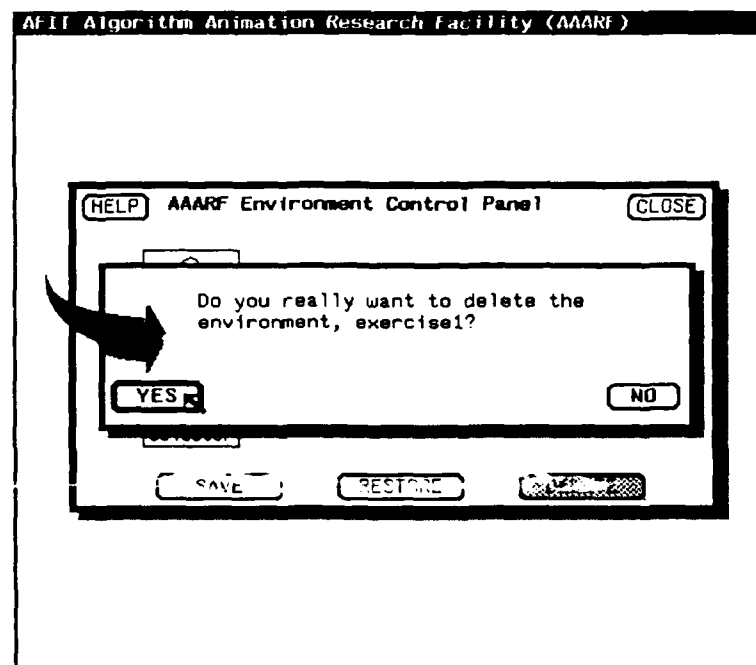 AFIT Algorithm Animation Research Facility (AAARF)
HELP AAARF Environment Control Panel CLOSE
Do you really want to delete the
environment, exercise1?
YES NO
SAVE RESTORE